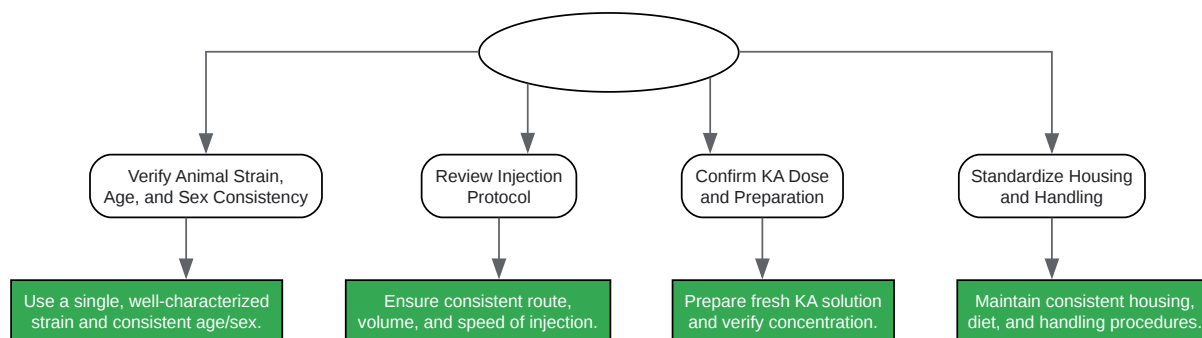 Verify Animal Strain,
Age, and Sex Consistency
Review Injection
Protocol
Confirm KA Dose
and Preparation
Standardize Housing
and Handling
Use a single, well-characterized
strain and consistent age/sex.
Ensure consistent route,
volume, and speed of injection.
Prepare fresh KA solution
and verify concentration.
Maintain consistent housing,
diet, and handling procedures.